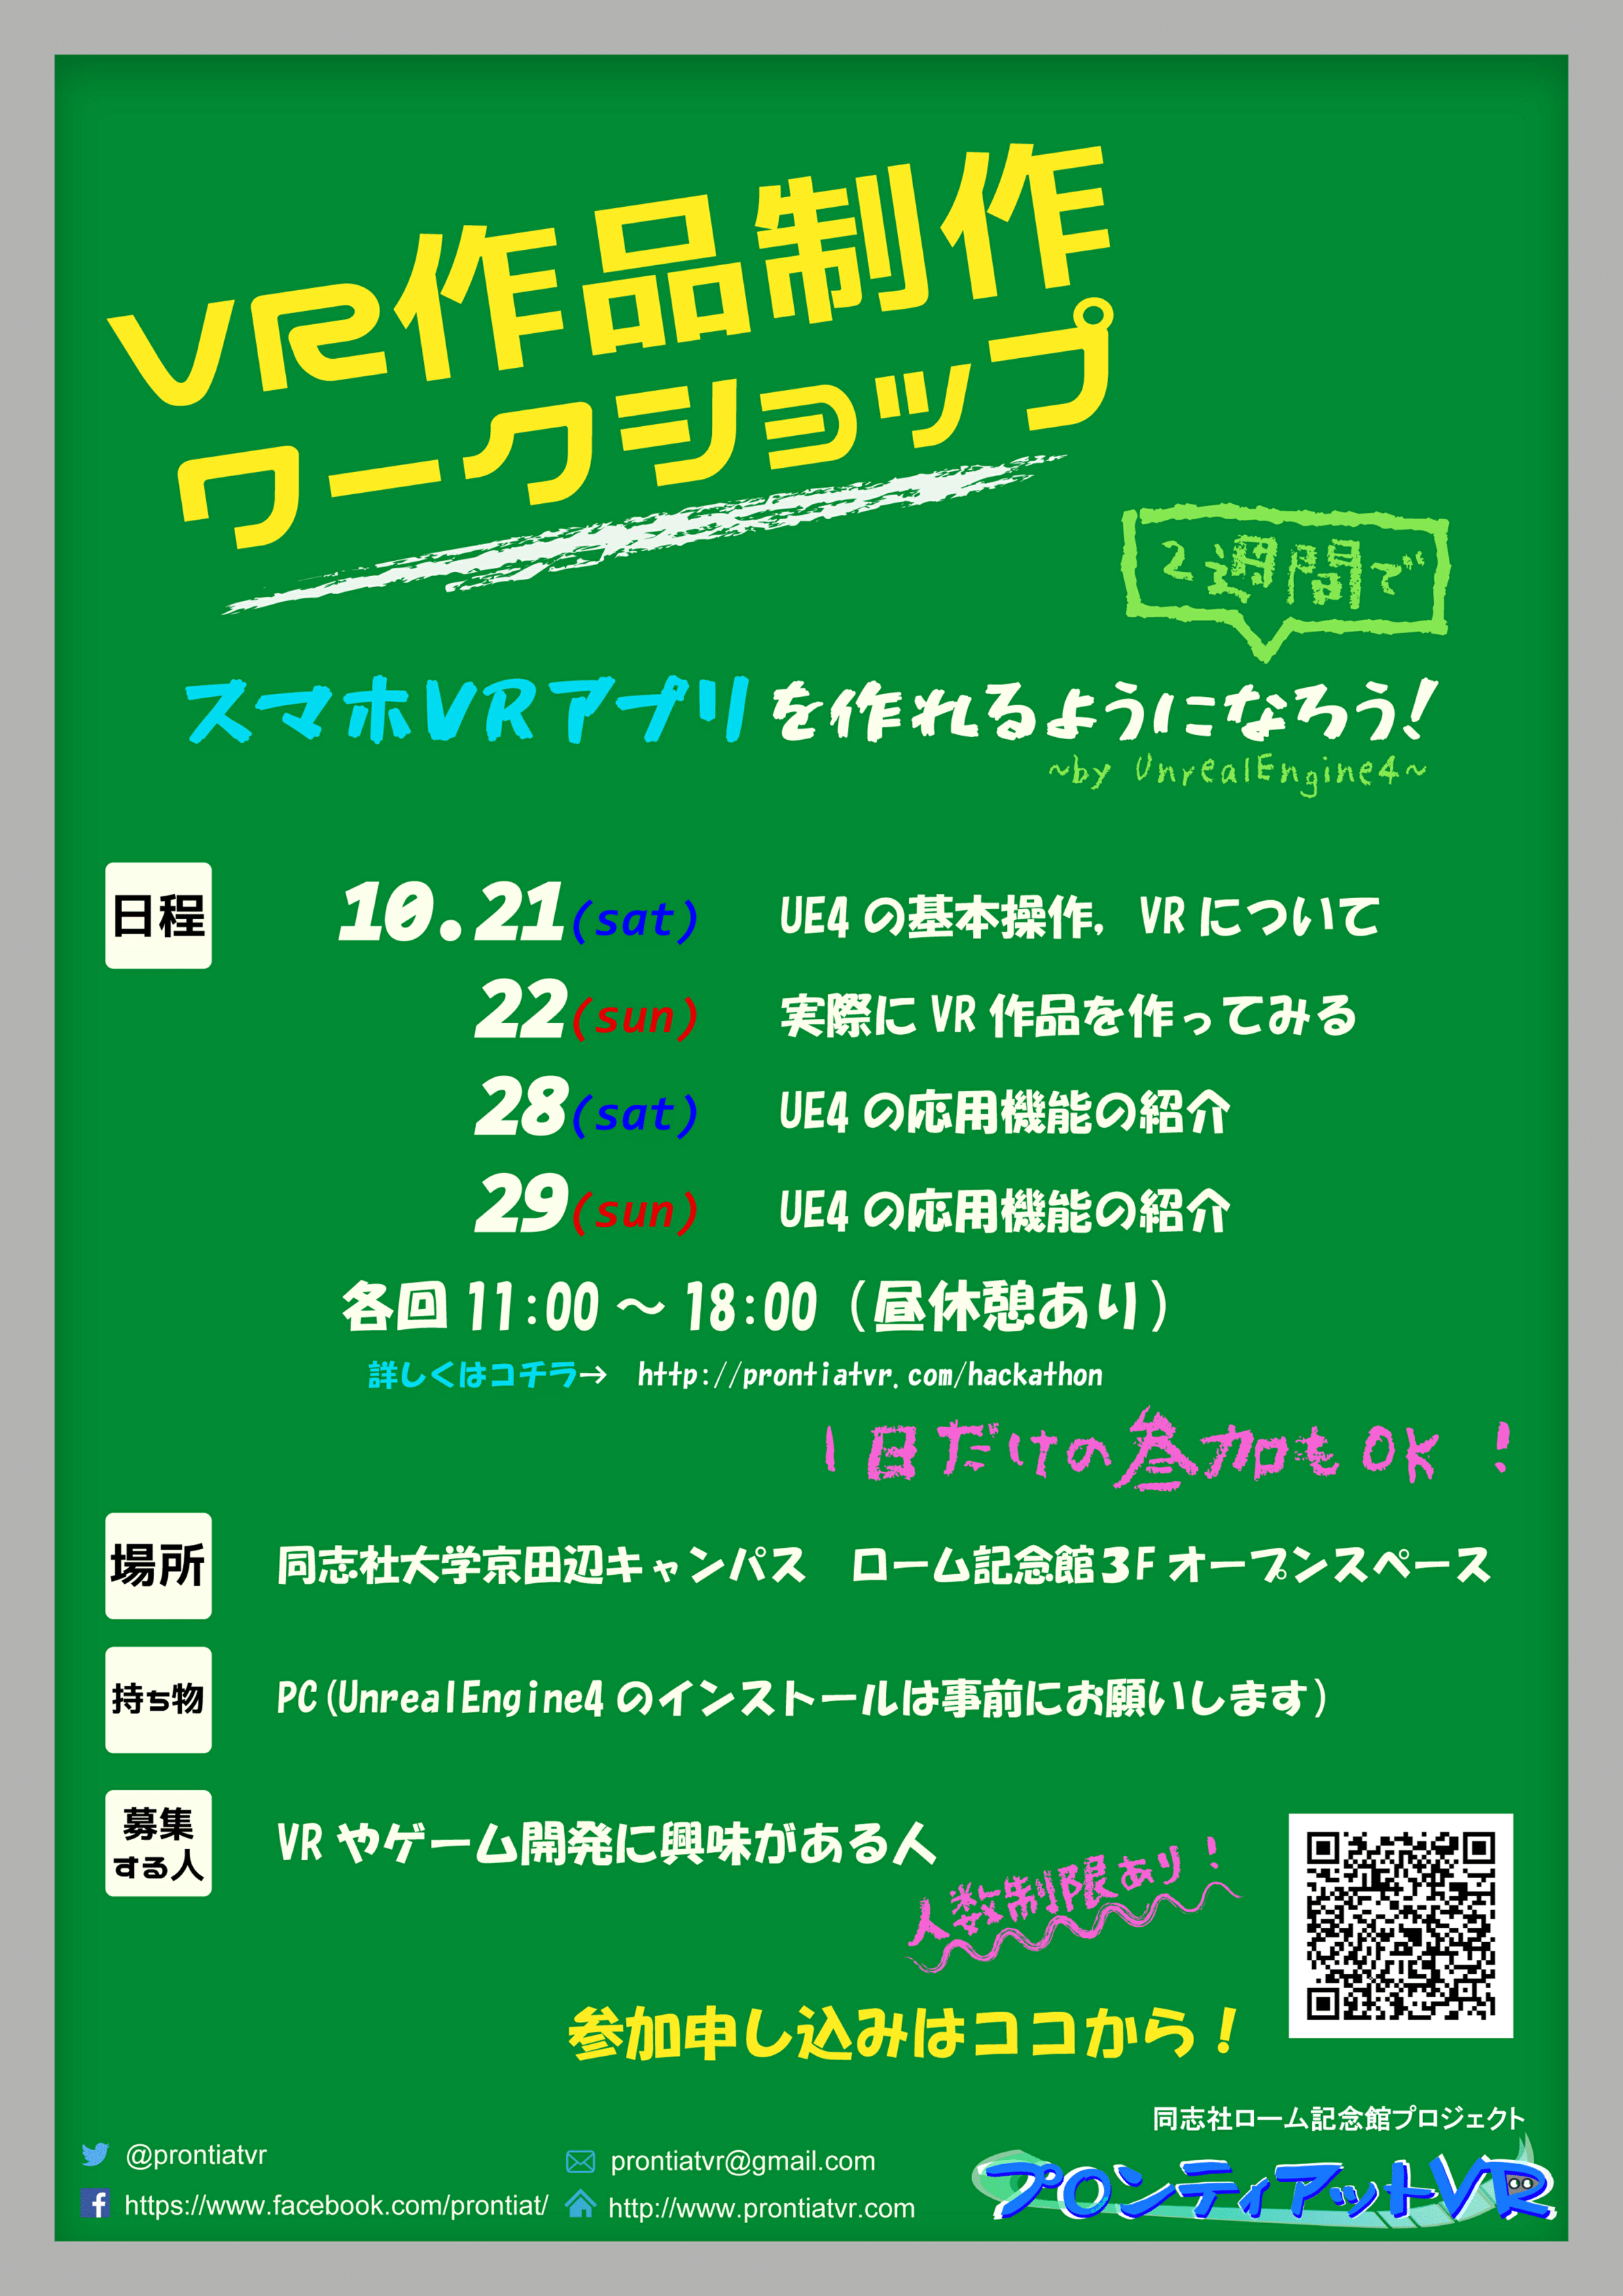 VR作品制作
ワークショップ
2週間で
スマホVRアプリを作れるようになろう!
~by UnrealEngine4~
日程
10.21(sat) UE4の基本操作, VRについて
22(sun) 実際にVR作品を作ってみる
28(sat) UE4の応用機能の紹介
29(sun) UE4の応用機能の紹介
各回 11:00 ～ 18:00 (昼休憩あり)
詳しくはコチラ→ http://prontiatvr.com/hackathon
1日だけの参加もOK!
場所 同志社大学京田辺キャンパス ローム記念館3Fオープンスペース
持ち物 PC(UnrealEngine4のインストールは事前にお願いします)
募集
する人
VRやゲーム開発に興味がある人
人数制限あり!
参加申し込みはココから!
同志社ローム記念館プロジェクト
プロンティアットVR
@prontiatvr
prontiatvr@gmail.com
https://www.facebook.com/prontiat/
http://www.prontiatvr.com